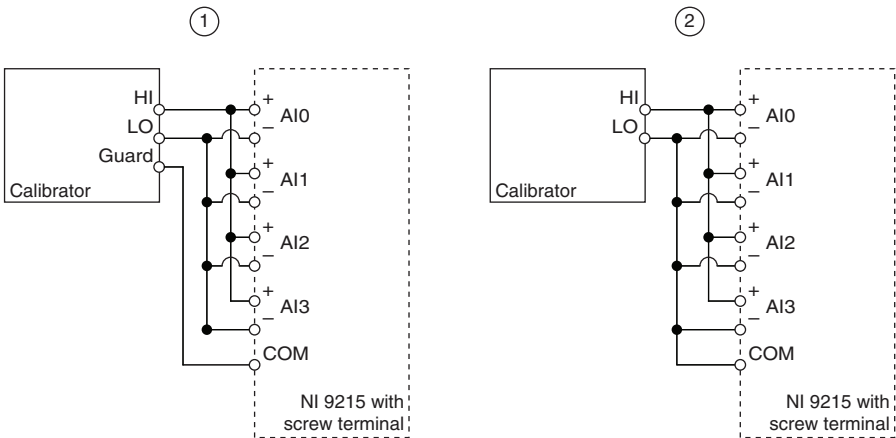 1
Calibrator
HI
LO
Guard
+
–
AI0
+
–
AI1
+
–
AI2
+
–
AI3
COM
NI 9215 with
screw terminal
2
Calibrator
HI
LO
+
–
AI0
+
–
AI1
+
–
AI2
+
–
AI3
COM
NI 9215 with
screw terminal